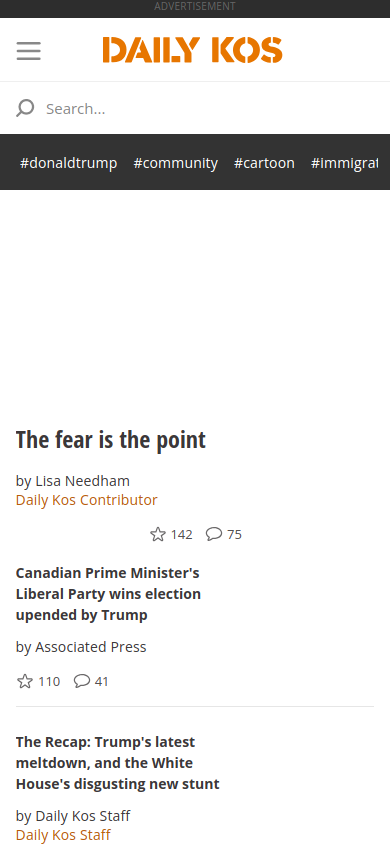 ADVERTISEMENT
DAILY KOS
Search...
#donaldtrump #community #cartoon #immigrat
The fear is the point
by Lisa Needham
Daily Kos Contributor
142 75
Canadian Prime Minister's
Liberal Party wins election
upended by Trump
by Associated Press
110 41
The Recap: Trump's latest
meltdown, and the White
House's disgusting new stunt
by Daily Kos Staff
Daily Kos Staff